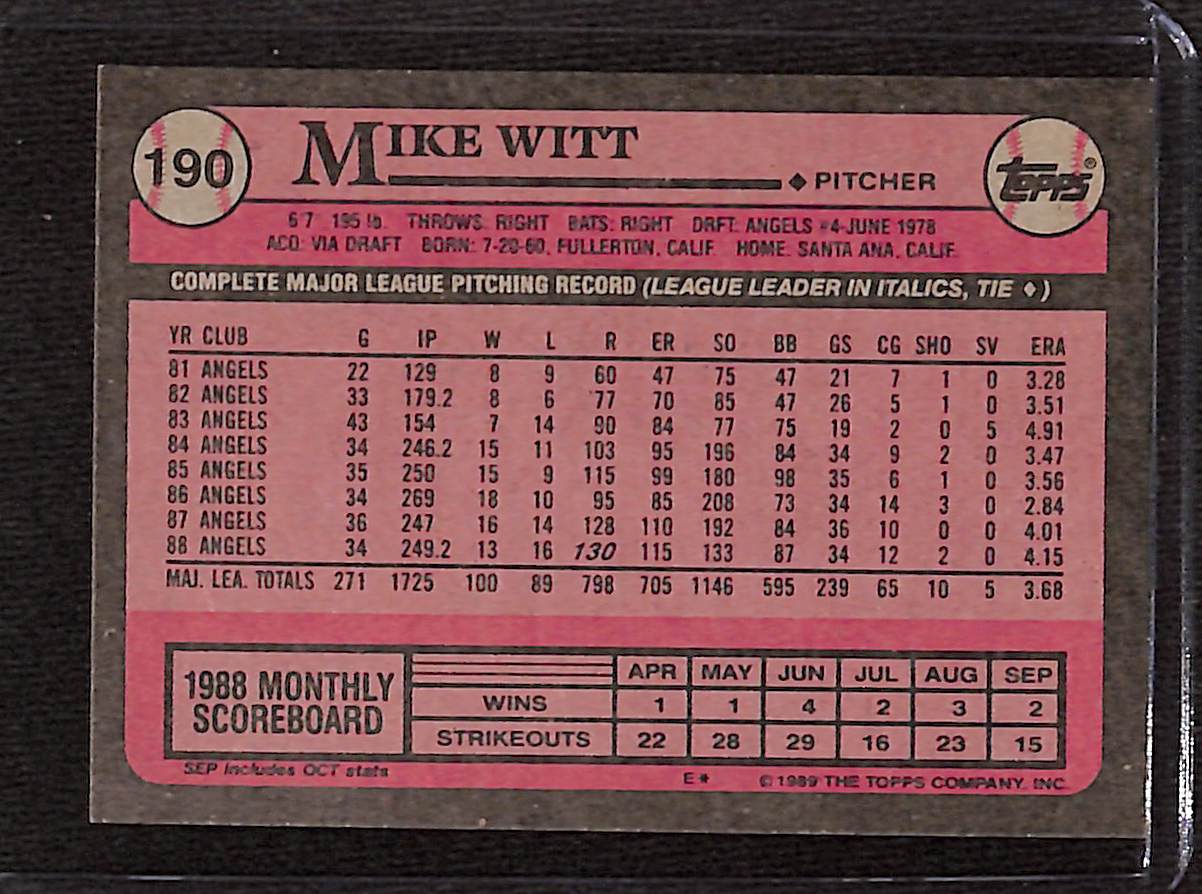 190
MIKE WITT
PITCHER
TOPPS®
6'7" 195 lb. THROWS: RIGHT BATS: RIGHT DRFT: ANGELS #4-JUNE 1978
ACQ: VIA DRAFT BORN: 7-20-60, FULLERTON, CALIF. HOME: SANTA ANA, CALIF.
COMPLETE MAJOR LEAGUE PITCHING RECORD (LEAGUE LEADER IN ITALICS, TIE ♦)
YR CLUB G IP W L R ER SO BB GS CG SHO SV ERA
81 ANGELS 22 129 8 9 60 47 75 47 21 7 1 0 3.28
82 ANGELS 33 179.2 8 6 77 70 85 47 26 5 1 0 3.51
83 ANGELS 43 154 7 14 90 84 77 75 19 2 0 5 4.91
84 ANGELS 34 246.2 15 11 103 95 196 84 34 9 2 0 3.47
85 ANGELS 35 250 15 9 115 99 180 98 35 6 1 0 3.56
86 ANGELS 34 269 18 10 95 85 208 73 34 14 3 0 2.84
87 ANGELS 36 247 16 14 128 110 192 84 36 10 0 0 4.01
88 ANGELS 34 249.2 13 16 130 115 133 87 34 12 2 0 4.15
MAJ. LEA. TOTALS 271 1725 100 89 798 705 1146 595 239 65 10 5 3.68
1988 MONTHLY
SCOREBOARD
APR MAY JUN JUL AUG SEP
WINS 1 1 4 2 3 2
STRIKEOUTS 22 28 29 16 23 15
SEP includes OCT stats
E* © 1989 THE TOPPS COMPANY, INC.